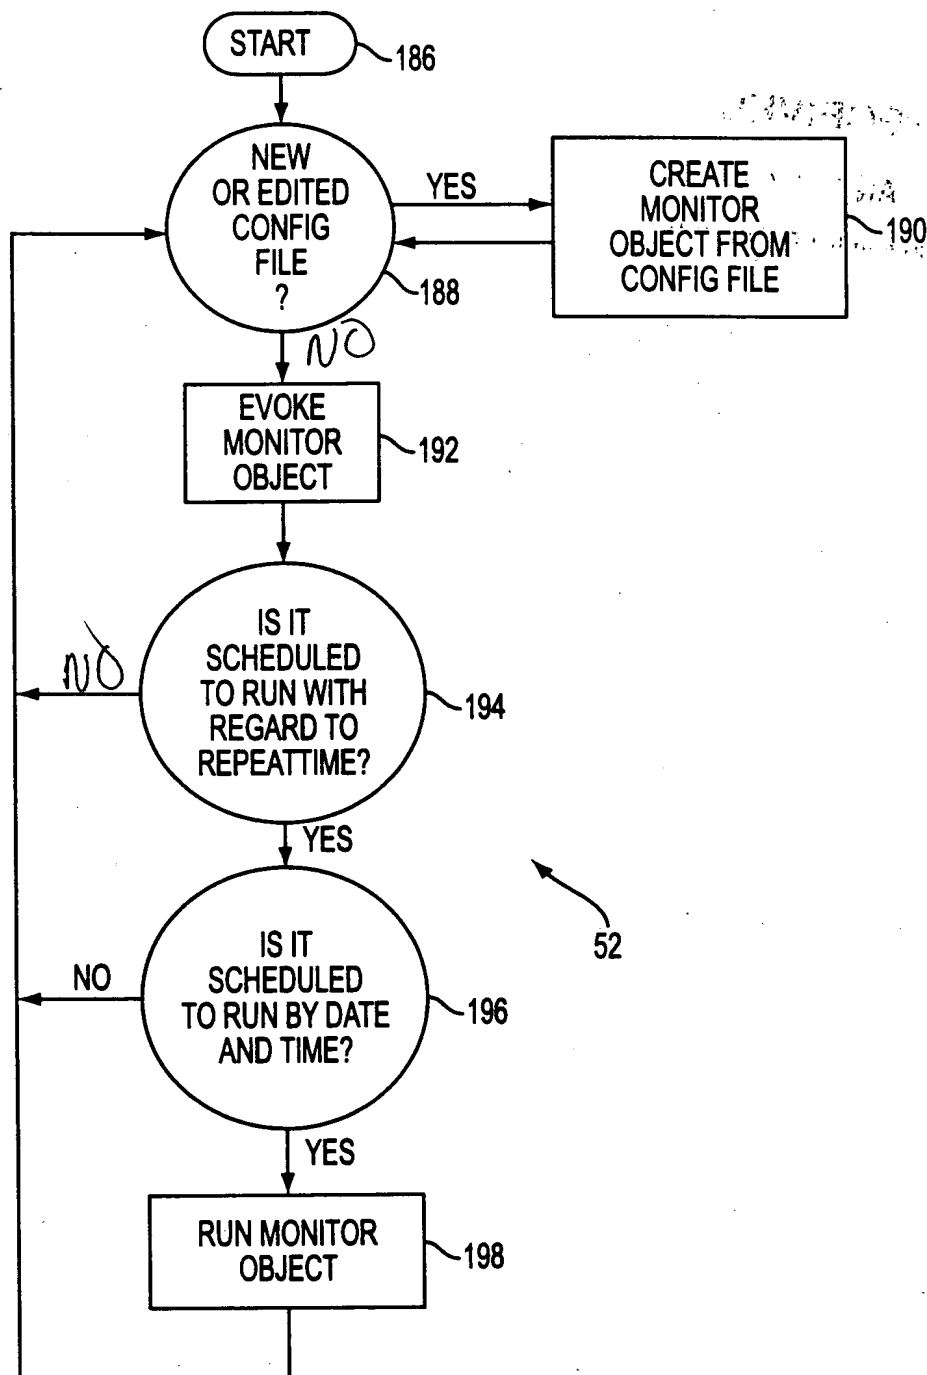 START
186
NEW
OR EDITED
CONFIG
FILE
?
188
YES
CREATE
MONITOR
OBJECT FROM
CONFIG FILE
190
NO
EVOKE
MONITOR
OBJECT
192
IS IT
SCHEDULED
TO RUN WITH
REGARD TO
REPEATTIME?
194
NO
YES
52
IS IT
SCHEDULED
TO RUN BY DATE
AND TIME?
196
NO
YES
RUN MONITOR
OBJECT
198